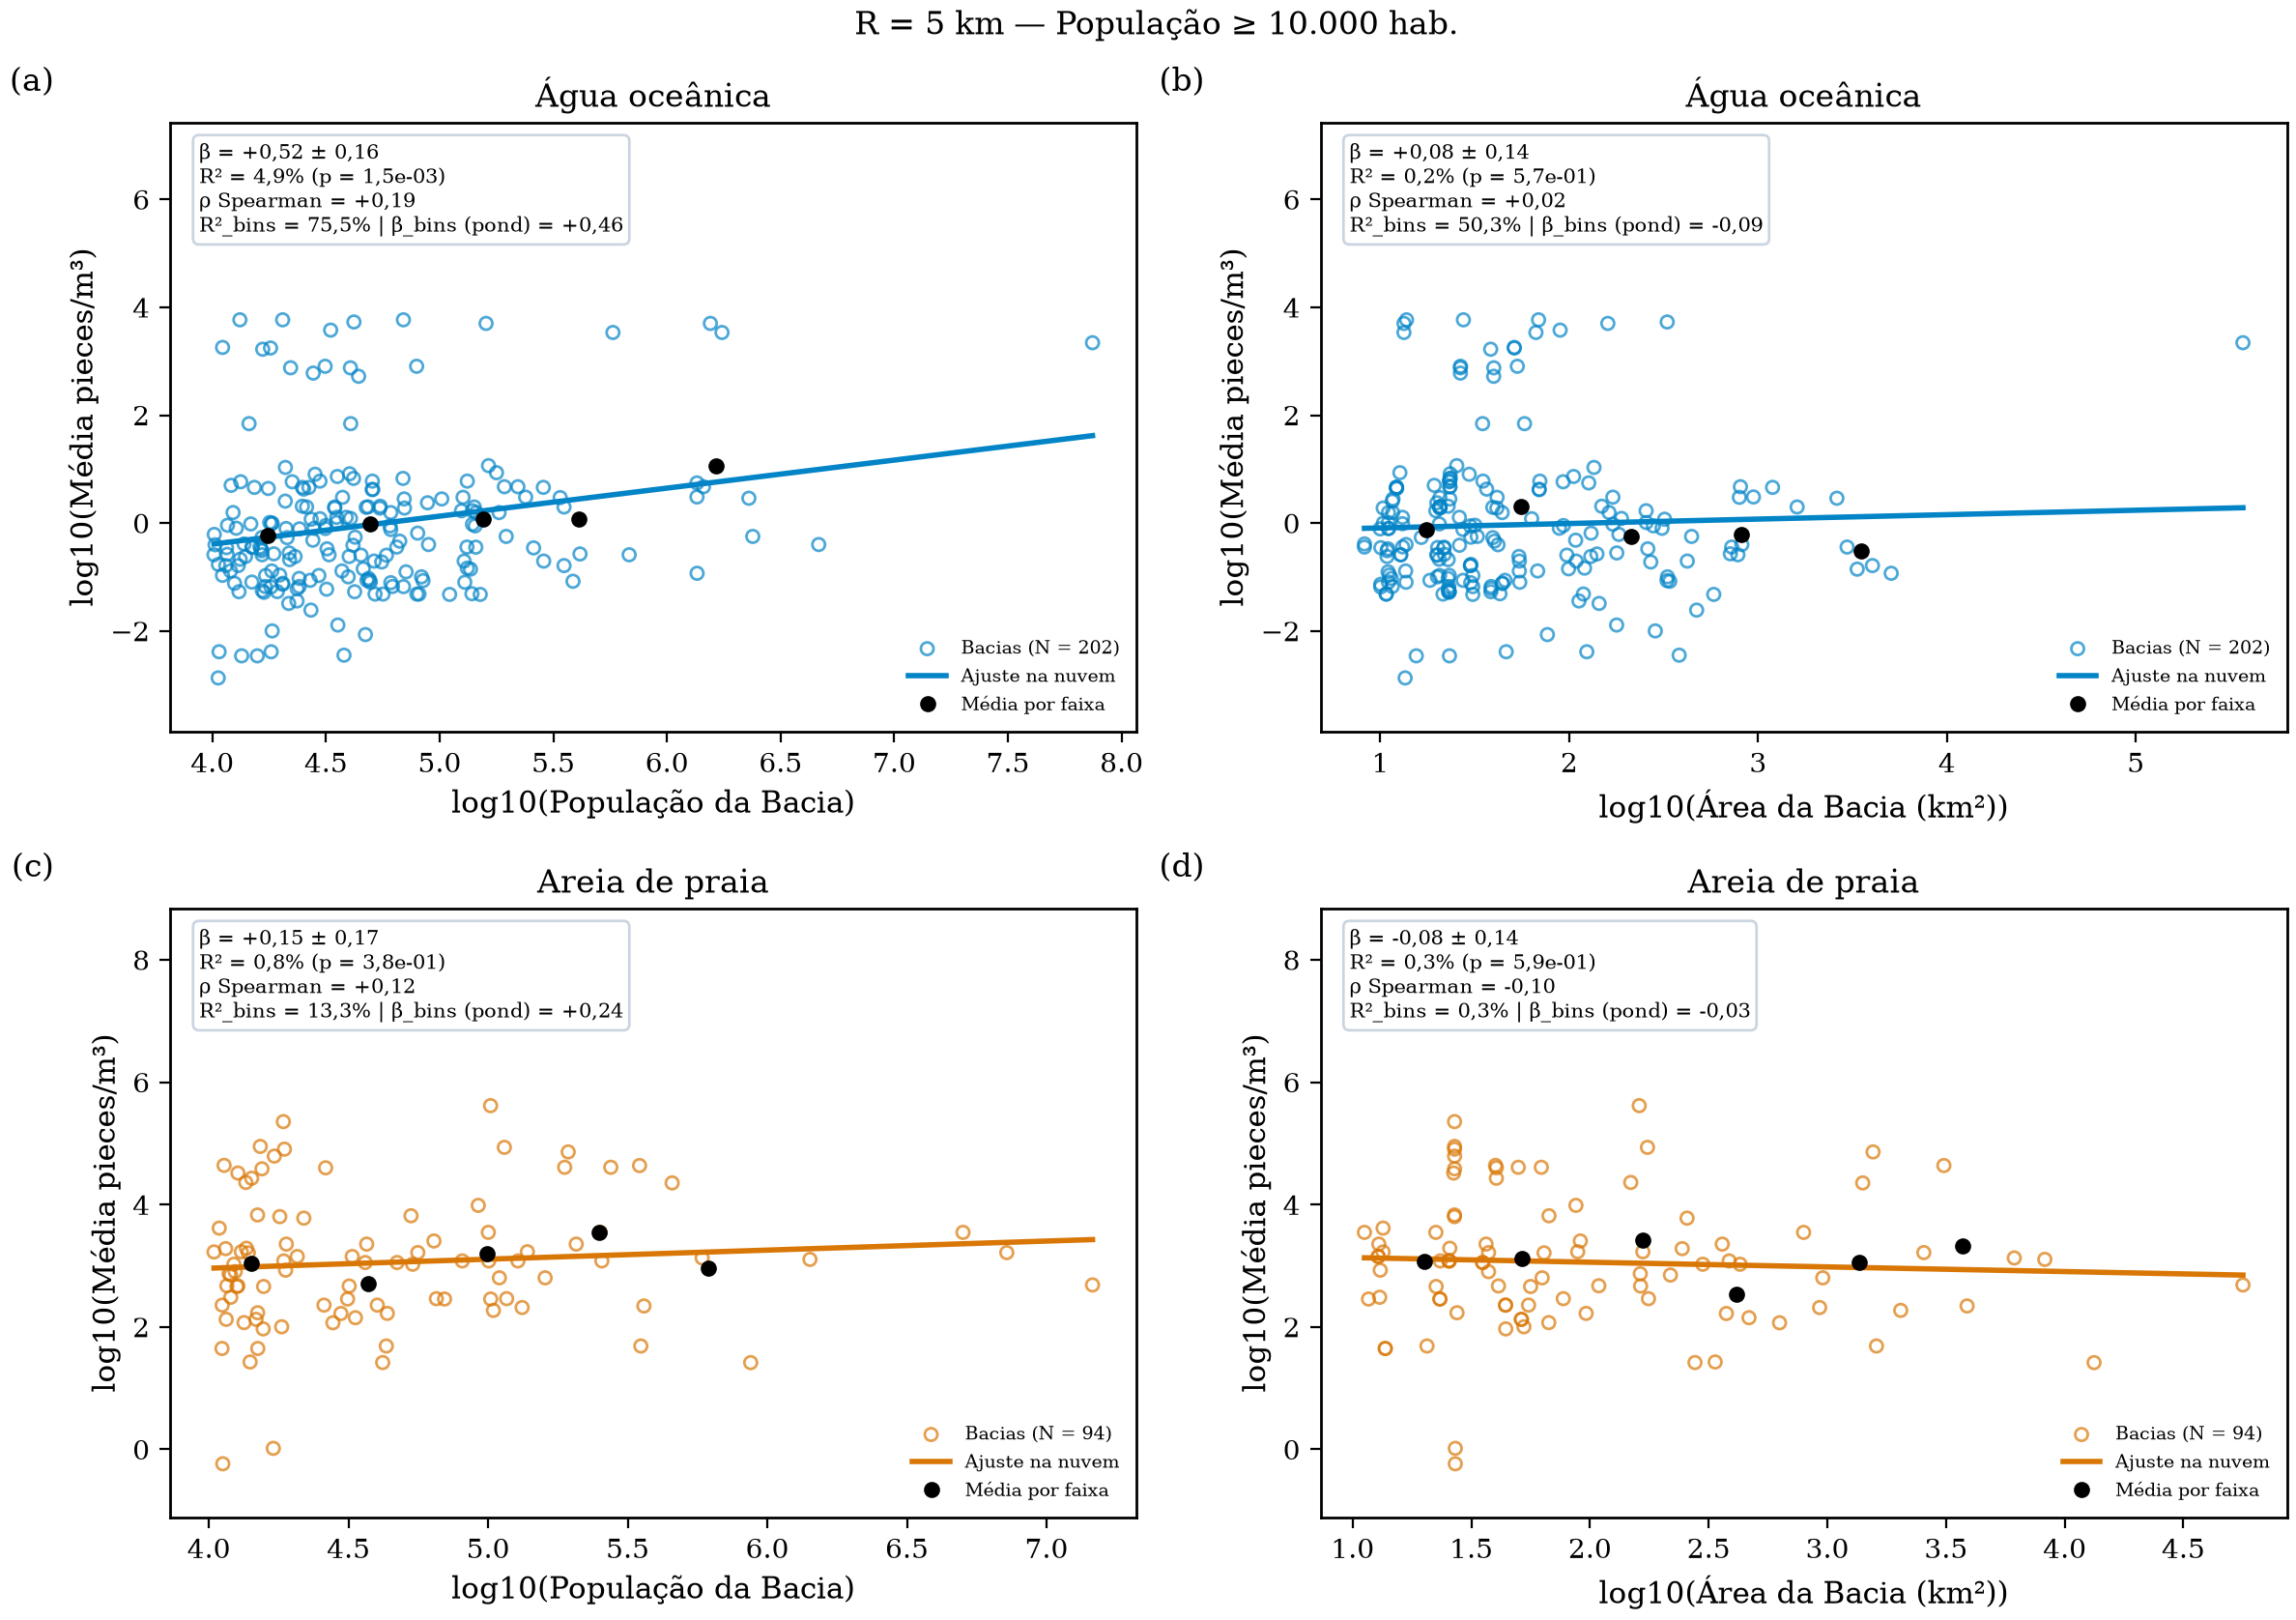 R = 5 km — População ≥ 10.000 hab.
(a)
Água oceânica
β = +0,52 ± 0,16
R² = 4,9% (p = 1,5e-03)
ρ Spearman = +0,19
R²_bins = 75,5% | β_bins (pond) = +0,46
log10(Média pieces/m³)
6
4
2
0
−2
Bacias (N = 202)
Ajuste na nuvem
Média por faixa
4.0 4.5 5.0 5.5 6.0 6.5 7.0 7.5 8.0
log10(População da Bacia)
(b)
Água oceânica
β = +0,08 ± 0,14
R² = 0,2% (p = 5,7e-01)
ρ Spearman = +0,02
R²_bins = 50,3% | β_bins (pond) = -0,09
log10(Média pieces/m³)
6
4
2
0
−2
Bacias (N = 202)
Ajuste na nuvem
Média por faixa
1 2 3 4 5
log10(Área da Bacia (km²))
(c)
Areia de praia
β = +0,15 ± 0,17
R² = 0,8% (p = 3,8e-01)
ρ Spearman = +0,12
R²_bins = 13,3% | β_bins (pond) = +0,24
log10(Média pieces/m³)
8
6
4
2
0
Bacias (N = 94)
Ajuste na nuvem
Média por faixa
4.0 4.5 5.0 5.5 6.0 6.5 7.0
log10(População da Bacia)
(d)
Areia de praia
β = -0,08 ± 0,14
R² = 0,3% (p = 5,9e-01)
ρ Spearman = -0,10
R²_bins = 0,3% | β_bins (pond) = -0,03
log10(Média pieces/m³)
8
6
4
2
0
Bacias (N = 94)
Ajuste na nuvem
Média por faixa
1.0 1.5 2.0 2.5 3.0 3.5 4.0 4.5
log10(Área da Bacia (km²))